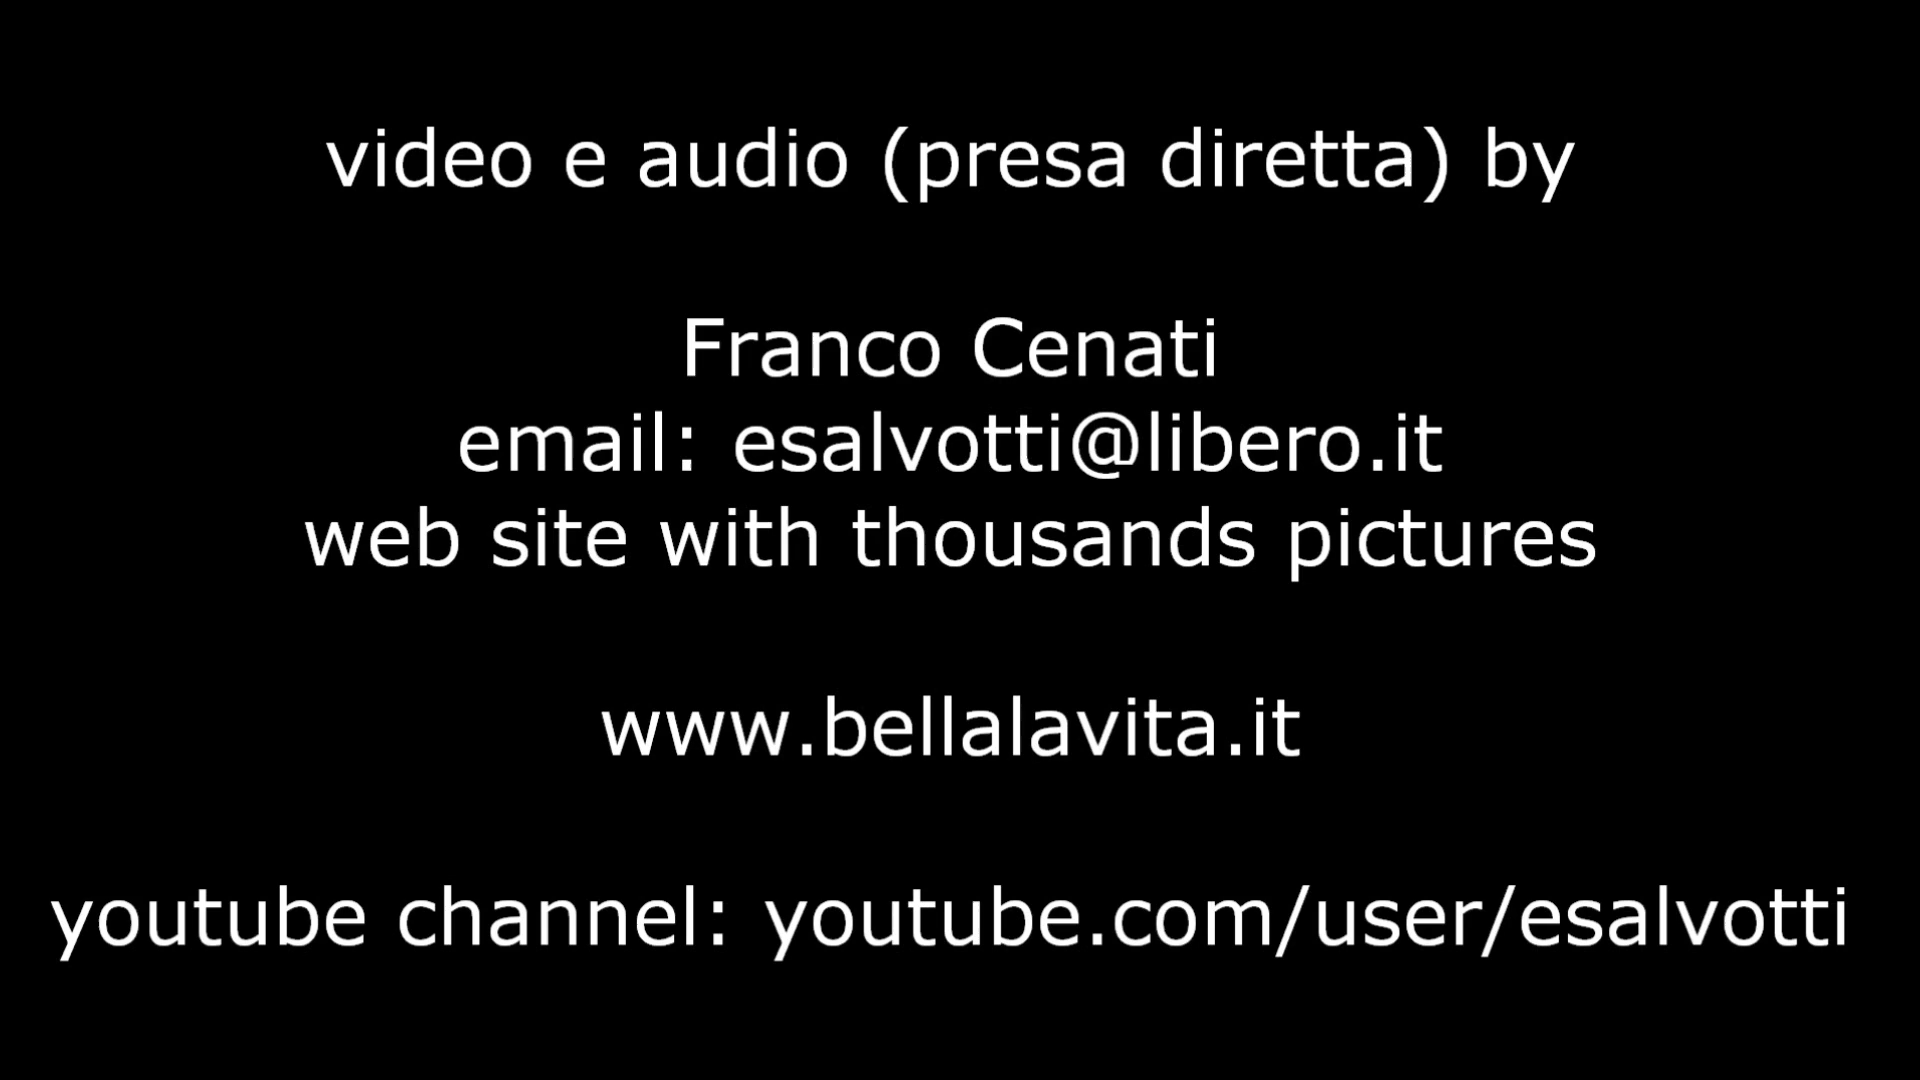 video e audio (presa diretta) by
Franco Cenati
email: esalvotti@libero.it
web site with thousands pictures
www.bellalavita.it
youtube channel: youtube.com/user/esalvotti